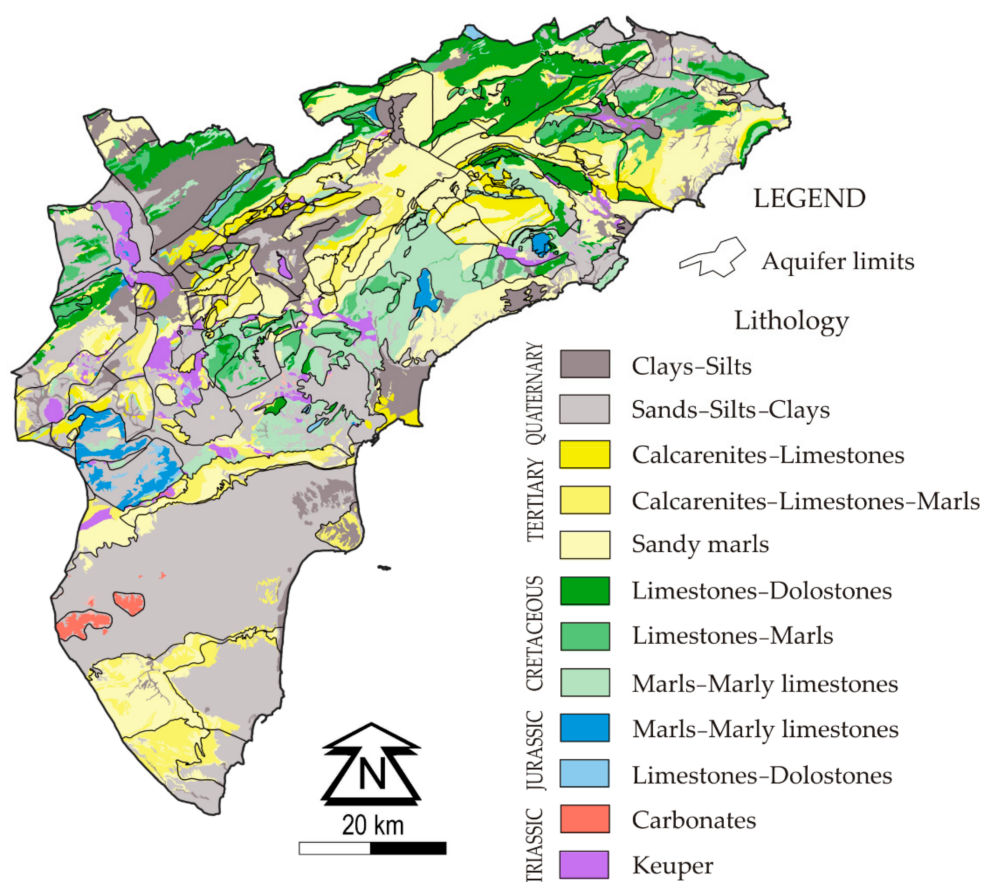 LEGEND
Aquifer limits
Lithology
QUATERNARY
Clays–Silts
Sands–Silts–Clays
TERTIARY
Calcarenites–Limestones
Calcarenites–Limestones–Marls
Sandy marls
CRETACEOUS
Limestones–Dolostones
Limestones–Marls
Marls–Marly limestones
JURASSIC
Marls–Marly limestones
Limestones–Dolostones
TRIASSIC
Carbonates
Keuper
N
20 km